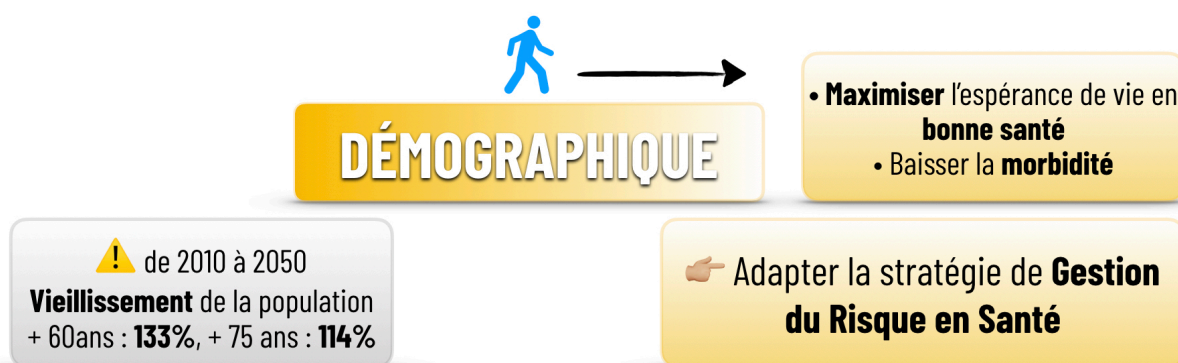 DÉMOGRAPHIQUE
• Maximiser l'espérance de vie en
bonne santé
• Baisser la morbidité
de 2010 à 2050
Vieillissement de la population
+ 60ans : 133%, + 75 ans : 114%
Adapter la stratégie de Gestion
du Risque en Santé